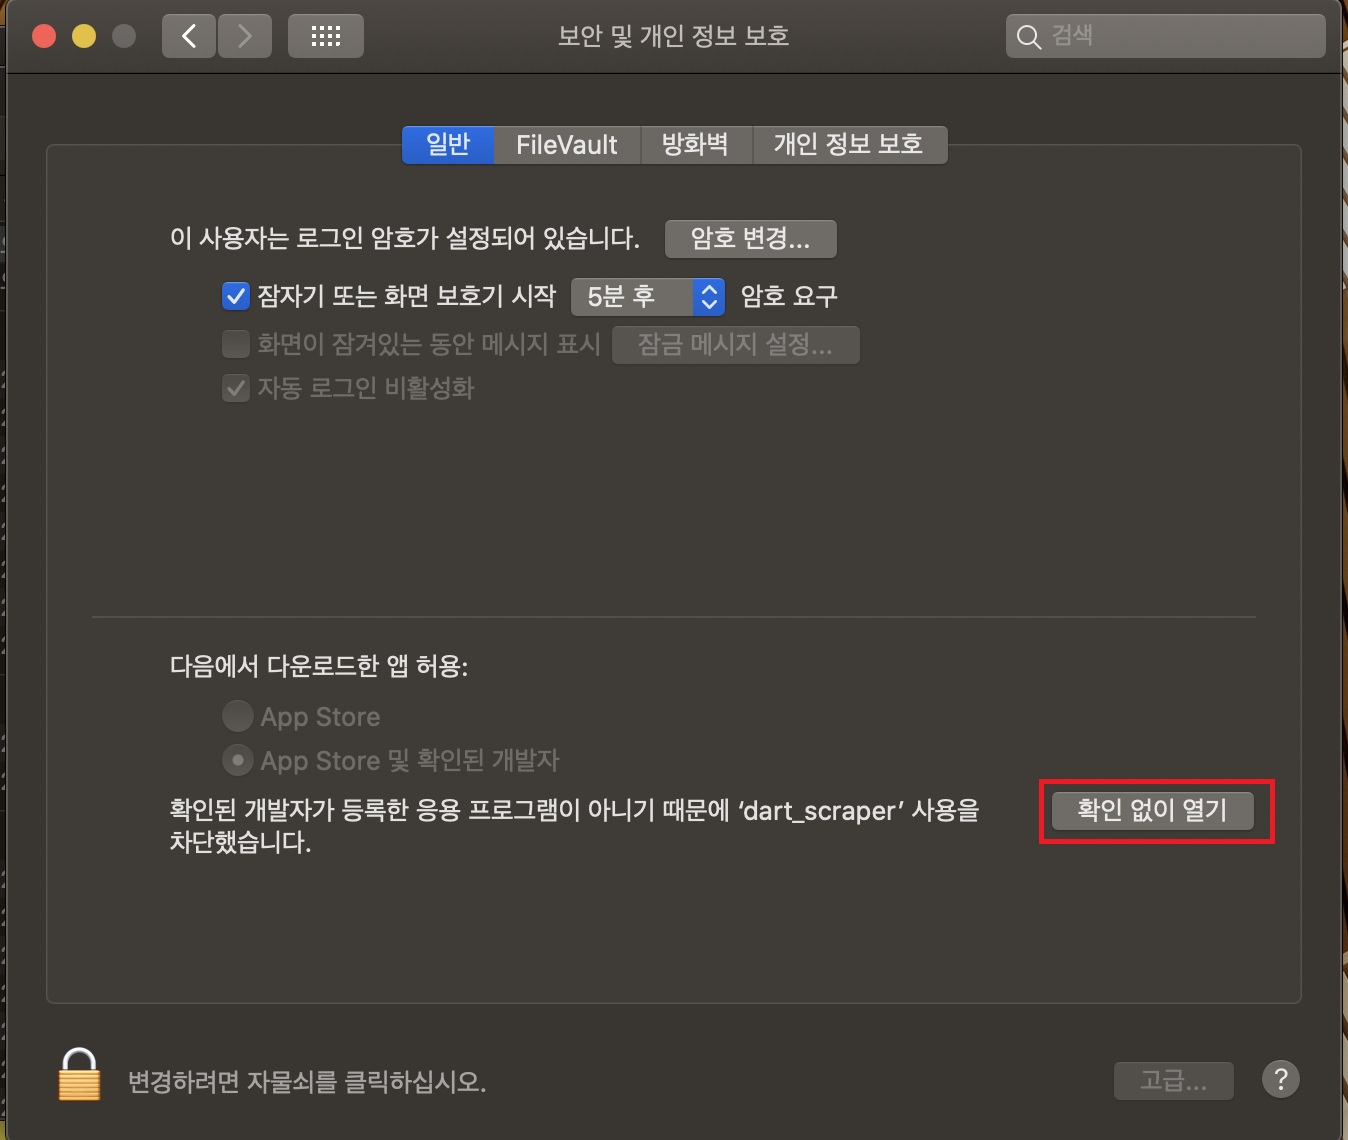 보안 및 개인 정보 보호
검색
일반 FileVault 방화벽 개인 정보 보호
이 사용자는 로그인 암호가 설정되어 있습니다. 암호 변경...
잠자기 또는 화면 보호기 시작 5분 후 암호 요구
화면이 잠겨있는 동안 메시지 표시 잠금 메시지 설정...
자동 로그인 비활성화
다음에서 다운로드한 앱 허용:
App Store
App Store 및 확인된 개발자
확인된 개발자가 등록한 응용 프로그램이 아니기 때문에 ‘dart_scraper’ 사용을 확인 없이 열기
차단했습니다.
변경하려면 자물쇠를 클릭하십시오. 고급... ?